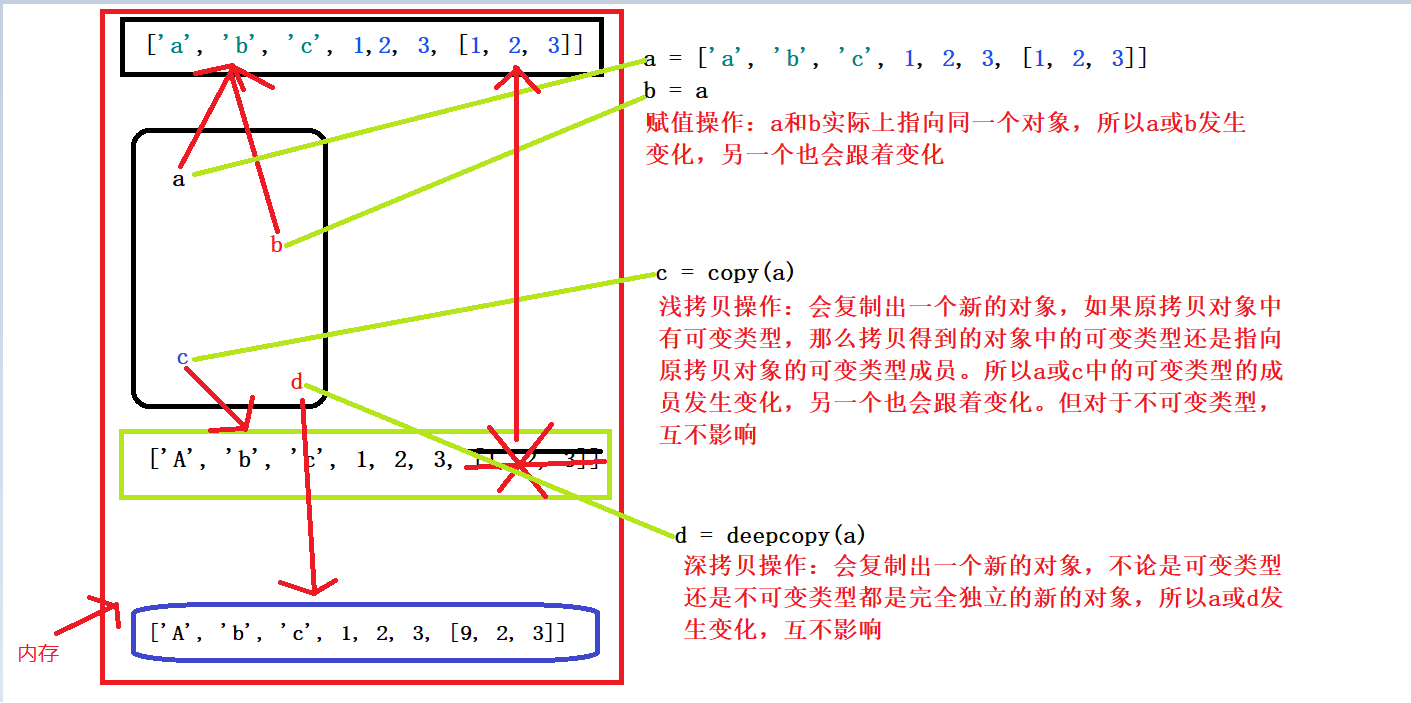 ['a', 'b', 'c', 1,2, 3, [1, 2, 3]]
a = ['a', 'b', 'c', 1, 2, 3, [1, 2, 3]]
b = a
赋值操作：a和b实际上指向同一个对象，所以a或b发生
变化，另一个也会跟着变化
a
b
c = copy(a)
浅拷贝操作：会复制出一个新的对象，如果原拷贝对象中
有可变类型，那么拷贝得到的对象中的可变类型还是指向
原拷贝对象的可变类型成员。所以a或c中的可变类型的成
员发生变化，另一个也会跟着变化。但对于不可变类型，
互不影响
c
d
['A', 'b', 'c', 1, 2, 3, [1, 2, 3]]
d = deepcopy(a)
深拷贝操作：会复制出一个新的对象，不论是可变类型
还是不可变类型都是完全独立的新的对象，所以a或d发
生变化，互不影响
['A', 'b', 'c', 1, 2, 3, [9, 2, 3]]
内存